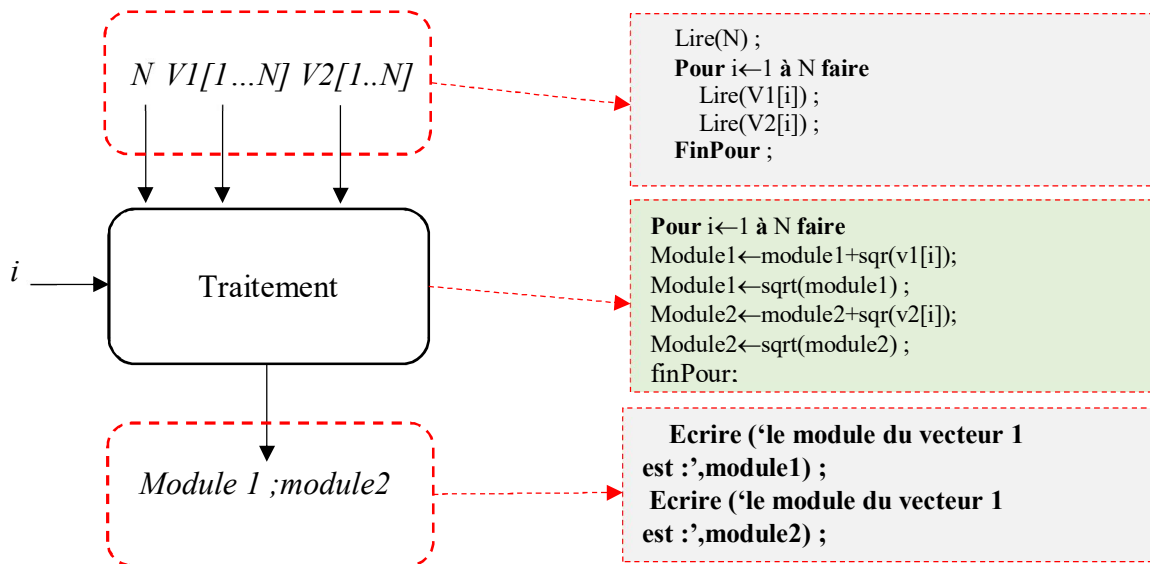 N V1[1...N] V2[1..N]
Lire(N) ;
Pour i←1 à N faire
Lire(V1[i]) ;
Lire(V2[i]) ;
FinPour ;
i
Traitement
Pour i←1 à N faire
Module1←module1+sqr(v1[i]);
Module1←sqrt(module1) ;
Module2←module2+sqr(v2[i]);
Module2←sqrt(module2) ;
finPour:
Module 1 ;module2
Ecrire (‘le module du vecteur 1
est :’,module1) ;
Ecrire (‘le module du vecteur 1
est :’,module2) ;